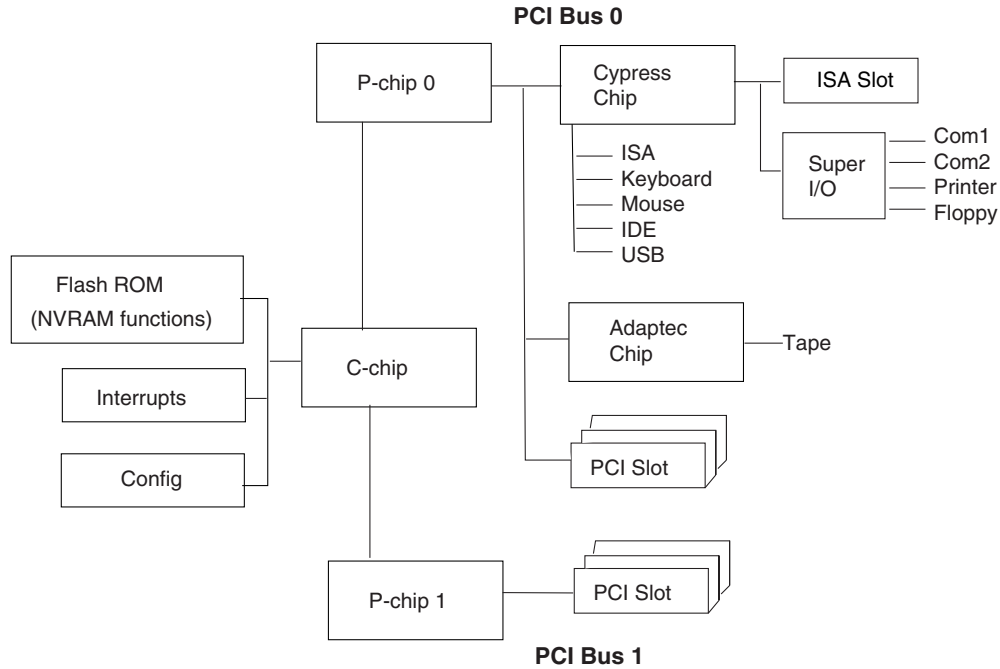 PCI Bus 0
P-chip 0
Cypress
Chip
ISA Slot
ISA
Keyboard
Mouse
IDE
USB
Super
I/O
Com1
Com2
Printer
Floppy
Flash ROM
(NVRAM functions)
Interrupts
Config
C-chip
Adaptec
Chip
Tape
PCI Slot
P-chip 1
PCI Slot
PCI Bus 1